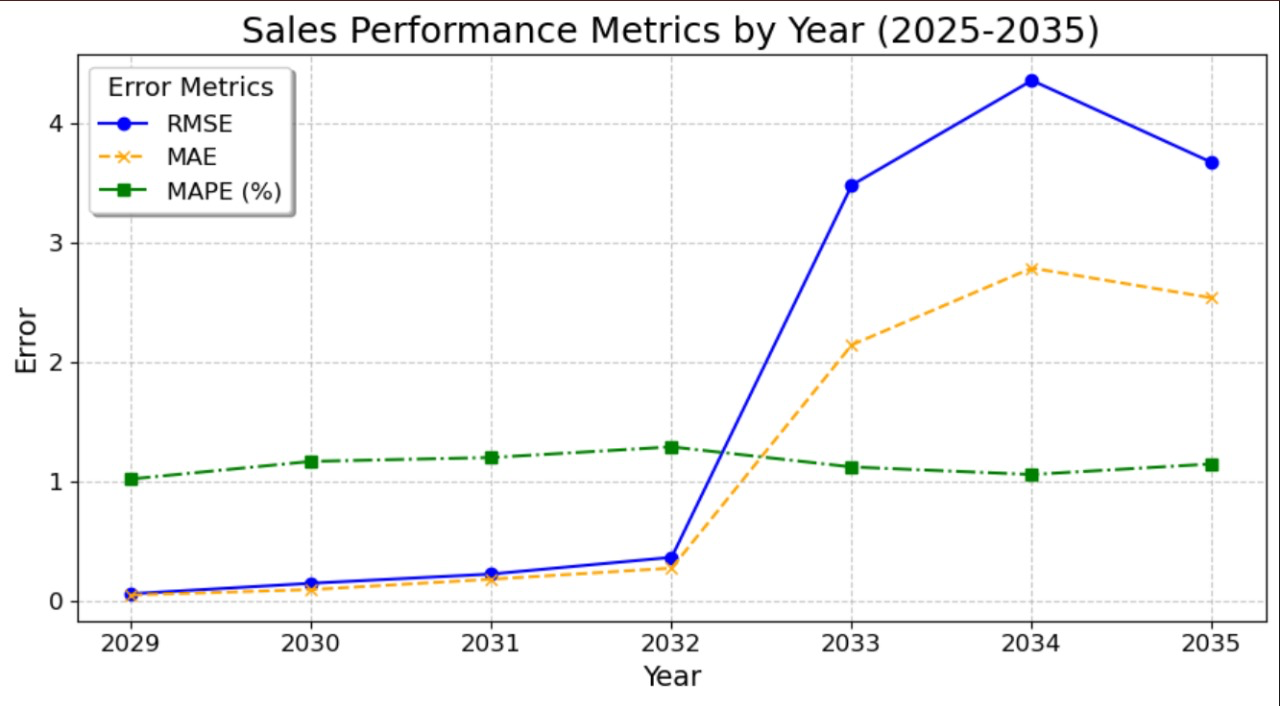 Sales Performance Metrics by Year (2025-2035)
Error Metrics
RMSE
MAE
MAPE (%)
4
3
2
1
0
Error
2029 2030 2031 2032 2033 2034 2035
Year